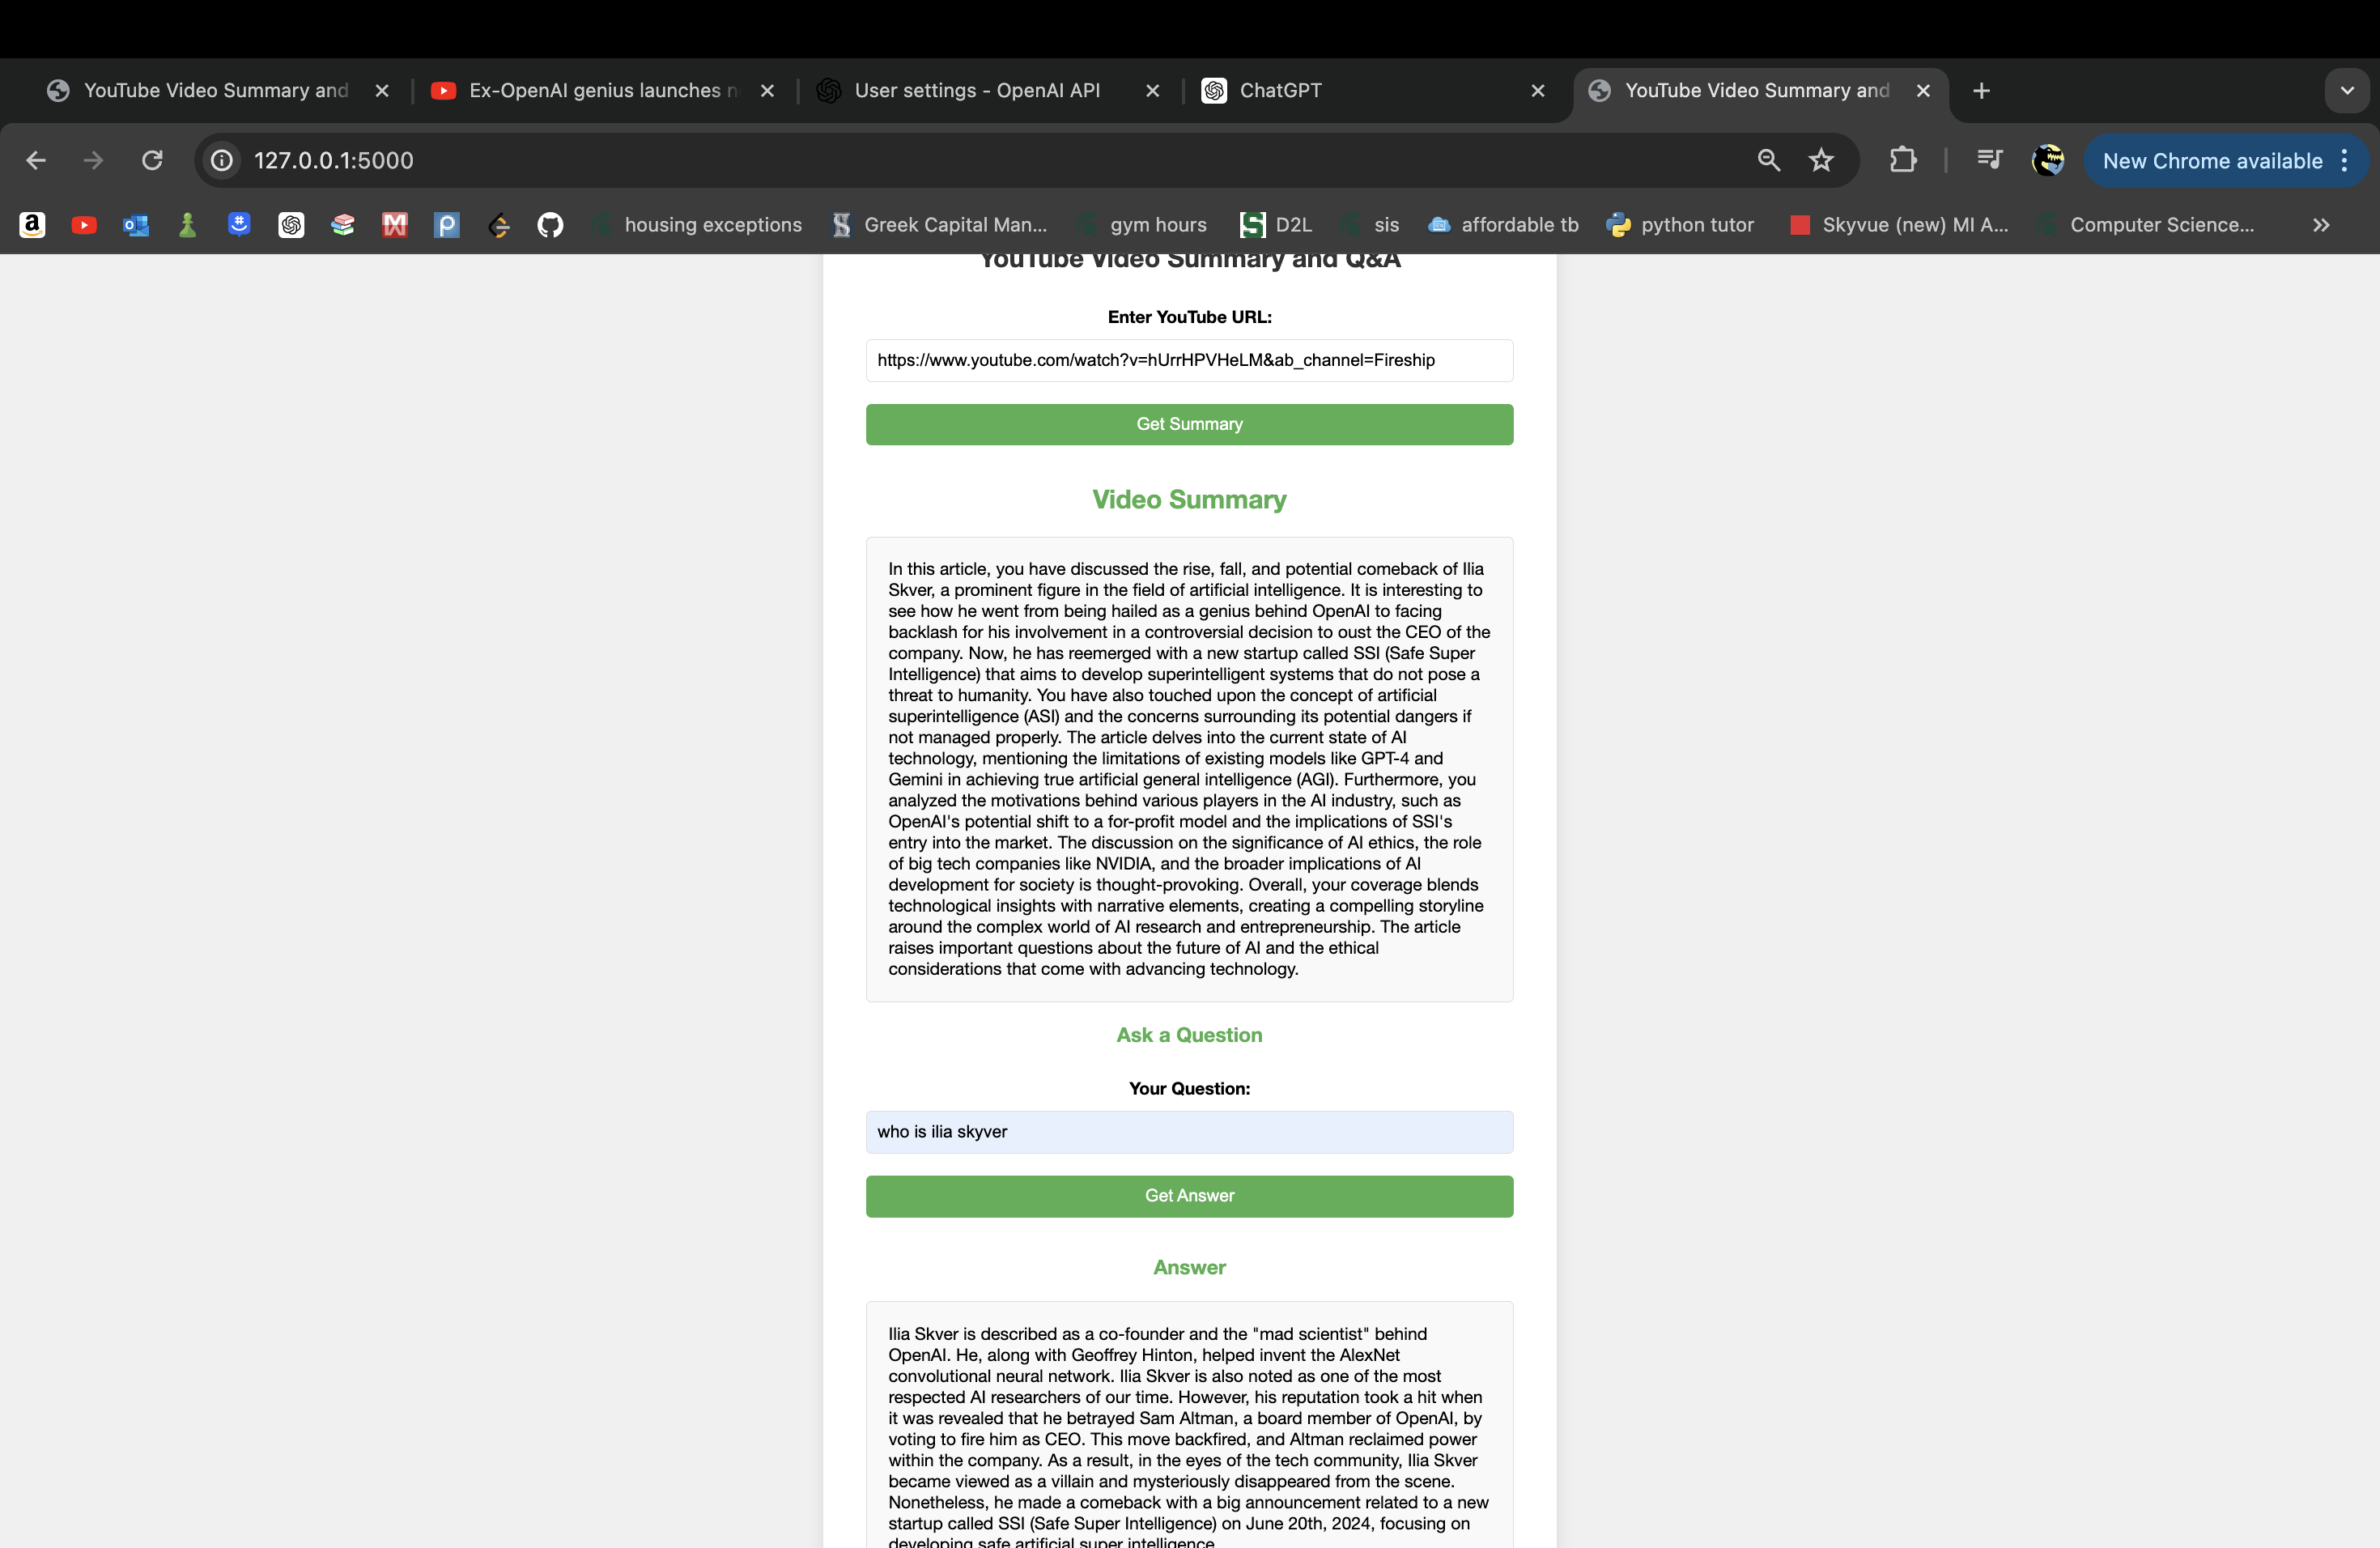 YouTube Video Summary and
Ex-OpenAI genius launches n
User settings - OpenAI API
ChatGPT
YouTube Video Summary and
127.0.0.1:5000
New Chrome available
housing exceptions
Greek Capital Man...
gym hours
D2L
sis
affordable tb
python tutor
Skyvue (new) MI A...
Computer Science...
YouTube Video Summary and Q&A
Enter YouTube URL:
https://www.youtube.com/watch?v=hUrrHPVHeLM&ab_channel=Fireship
Get Summary
Video Summary
In this article, you have discussed the rise, fall, and potential comeback of Ilia
Skver, a prominent figure in the field of artificial intelligence. It is interesting to
see how he went from being hailed as a genius behind OpenAI to facing
backlash for his involvement in a controversial decision to oust the CEO of the
company. Now, he has reemerged with a new startup called SSI (Safe Super
Intelligence) that aims to develop superintelligent systems that do not pose a
threat to humanity. You have also touched upon the concept of artificial
superintelligence (ASI) and the concerns surrounding its potential dangers if
not managed properly. The article delves into the current state of AI
technology, mentioning the limitations of existing models like GPT-4 and
Gemini in achieving true artificial general intelligence (AGI). Furthermore, you
analyzed the motivations behind various players in the AI industry, such as
OpenAI's potential shift to a for-profit model and the implications of SSI's
entry into the market. The discussion on the significance of AI ethics, the role
of big tech companies like NVIDIA, and the broader implications of AI
development for society is thought-provoking. Overall, your coverage blends
technological insights with narrative elements, creating a compelling storyline
around the complex world of AI research and entrepreneurship. The article
raises important questions about the future of AI and the ethical
considerations that come with advancing technology.
Ask a Question
Your Question:
who is ilia skyver
Get Answer
Answer
Ilia Skver is described as a co-founder and the "mad scientist" behind
OpenAI. He, along with Geoffrey Hinton, helped invent the AlexNet
convolutional neural network. Ilia Skver is also noted as one of the most
respected AI researchers of our time. However, his reputation took a hit when
it was revealed that he betrayed Sam Altman, a board member of OpenAI, by
voting to fire him as CEO. This move backfired, and Altman reclaimed power
within the company. As a result, in the eyes of the tech community, Ilia Skver
became viewed as a villain and mysteriously disappeared from the scene.
Nonetheless, he made a comeback with a big announcement related to a new
startup called SSI (Safe Super Intelligence) on June 20th, 2024, focusing on
developing safe artificial super intelligence.